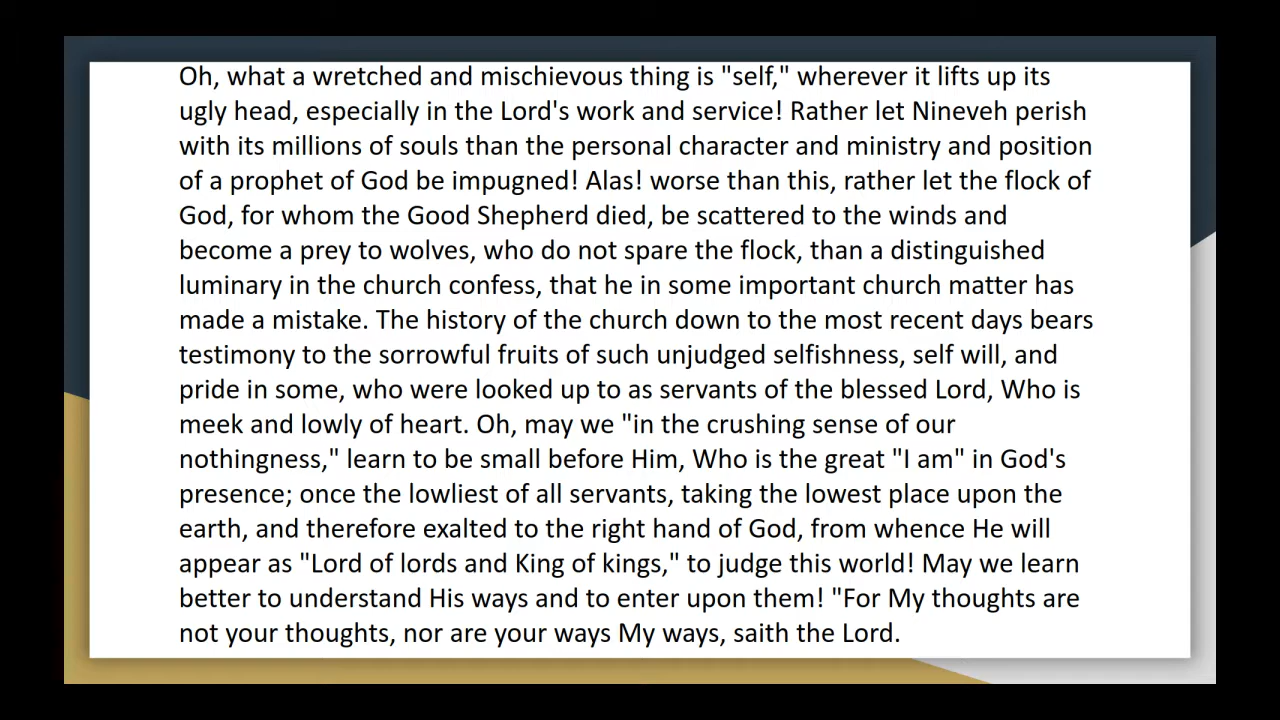 Oh, what a wretched and mischievous thing is "self," wherever it lifts up its
ugly head, especially in the Lord's work and service! Rather let Nineveh perish
with its millions of souls than the personal character and ministry and position
of a prophet of God be impugned! Alas! worse than this, rather let the flock of
God, for whom the Good Shepherd died, be scattered to the winds and
become a prey to wolves, who do not spare the flock, than a distinguished
luminary in the church confess, that he in some important church matter has
made a mistake. The history of the church down to the most recent days bears
testimony to the sorrowful fruits of such unjudged selfishness, self will, and
pride in some, who were looked up to as servants of the blessed Lord, Who is
meek and lowly of heart. Oh, may we "in the crushing sense of our
nothingness," learn to be small before Him, Who is the great "I am" in God's
presence; once the lowliest of all servants, taking the lowest place upon the
earth, and therefore exalted to the right hand of God, from whence He will
appear as "Lord of lords and King of kings," to judge this world! May we learn
better to understand His ways and to enter upon them! "For My thoughts are
not your thoughts, nor are your ways My ways, saith the Lord.